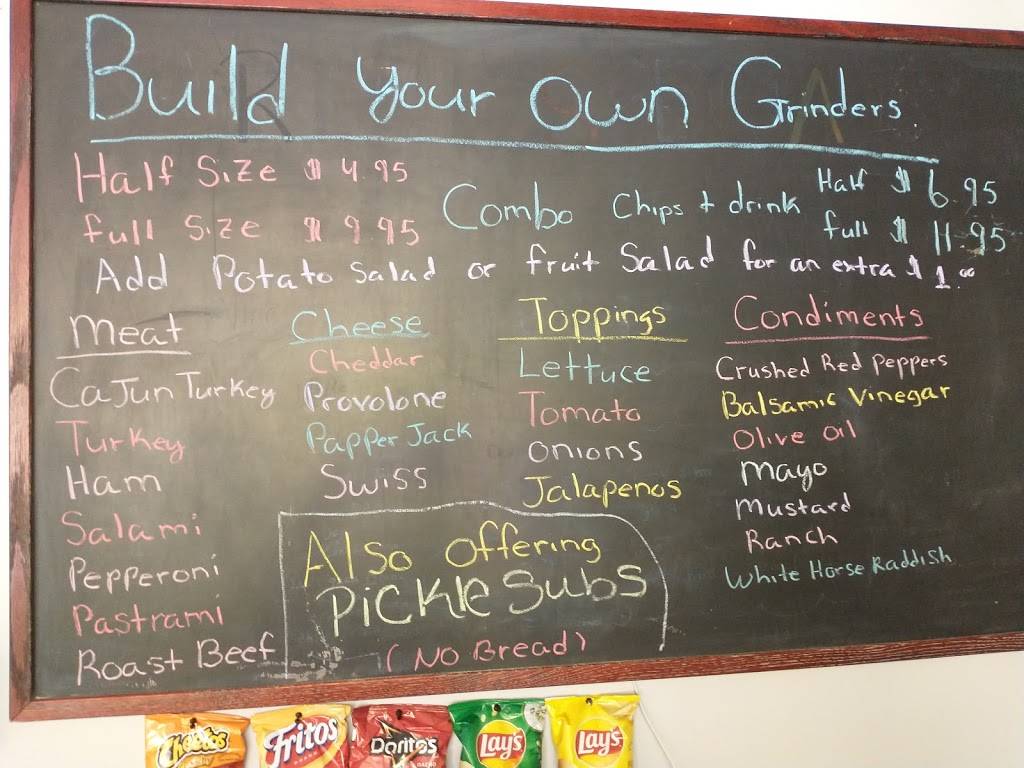 Build Your Own Grinders
Half Size $ 4.95
full Size $ 9.95
Combo Chips + drink Half $ 6.95
full $ 11.95
Add Potato Salad or fruit Salad for an extra $ 1.00
Meat
CaJun Turkey
Turkey
Ham
Salami
Pepperoni
Pastrami
Roast Beef
Cheese
Cheddar
Provolone
Papper Jack
Swiss
Toppings
Lettuce
Tomato
Onions
Jalapenos
Condiments
Crushed Red Peppers
Balsamic Vinegar
Olive oil
Mayo
Mustard
Ranch
White Horse Raddish
Also offering
Pickle Subs
(No Bread)
Cheetos
Fritos
Doritos
NACHO
Lay's
Lay's